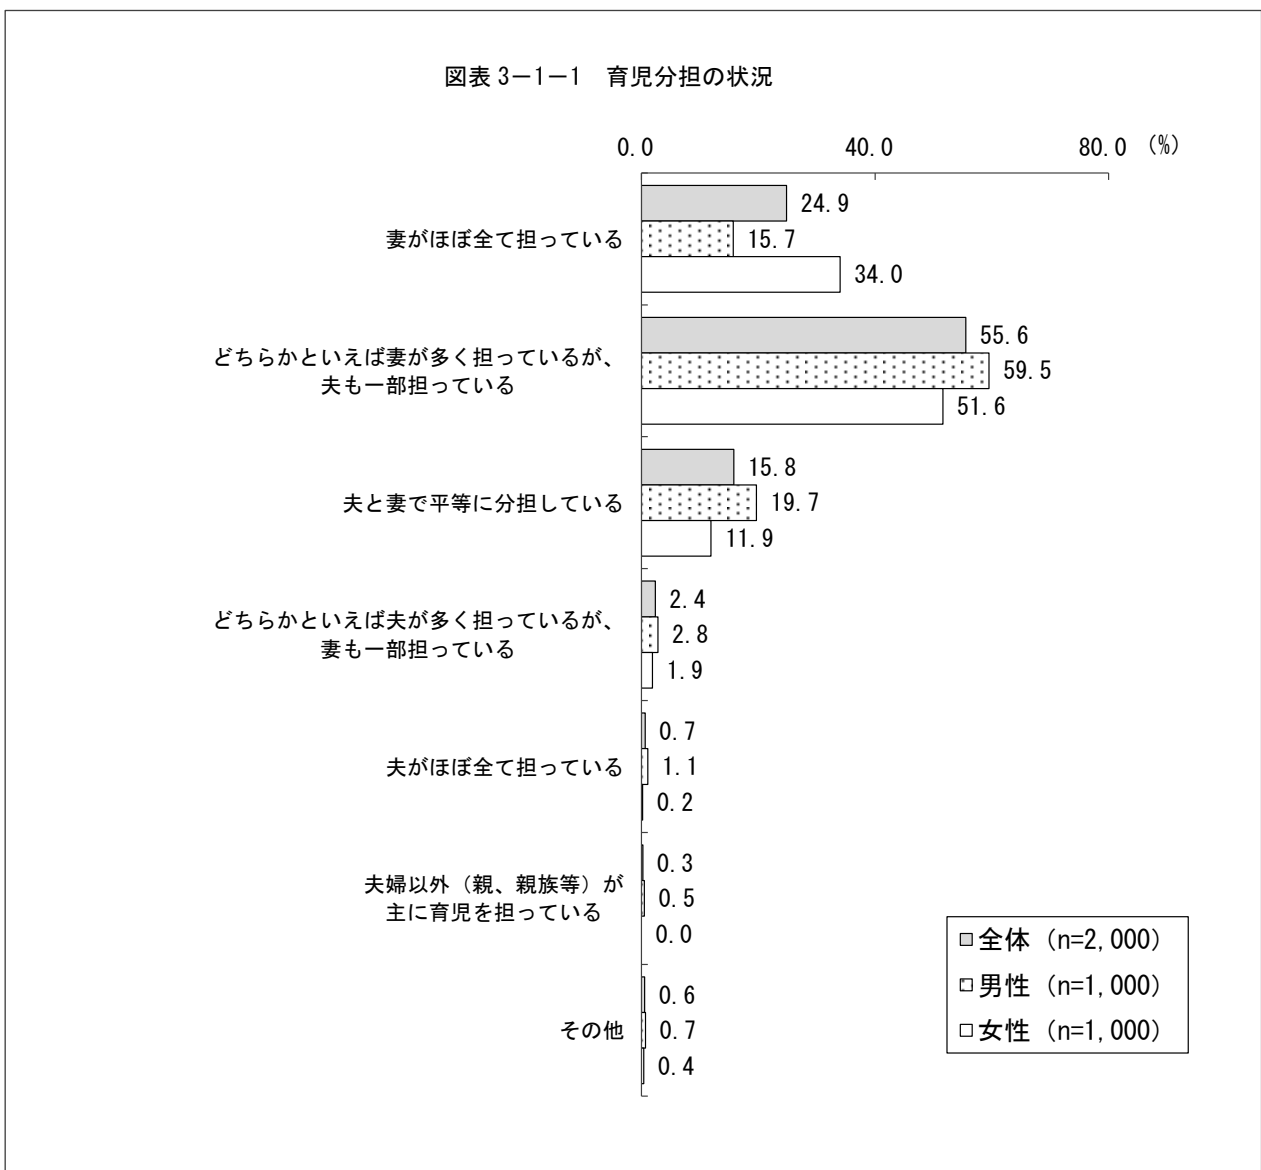 図表 3－1－1　育児分担の状況
0.0 40.0 80.0 (%)
妻がほぼ全て担っている
24.9
15.7
34.0
どちらかといえば妻が多く担っているが、
夫も一部担っている
55.6
59.5
51.6
夫と妻で平等に分担している
15.8
19.7
11.9
どちらかといえば夫が多く担っているが、
妻も一部担っている
2.4
2.8
1.9
夫がほぼ全て担っている
0.7
1.1
0.2
夫婦以外（親、親族等）が
主に育児を担っている
0.3
0.5
0.0
その他
0.6
0.7
0.4
全体（n=2,000）
男性（n=1,000）
女性（n=1,000）